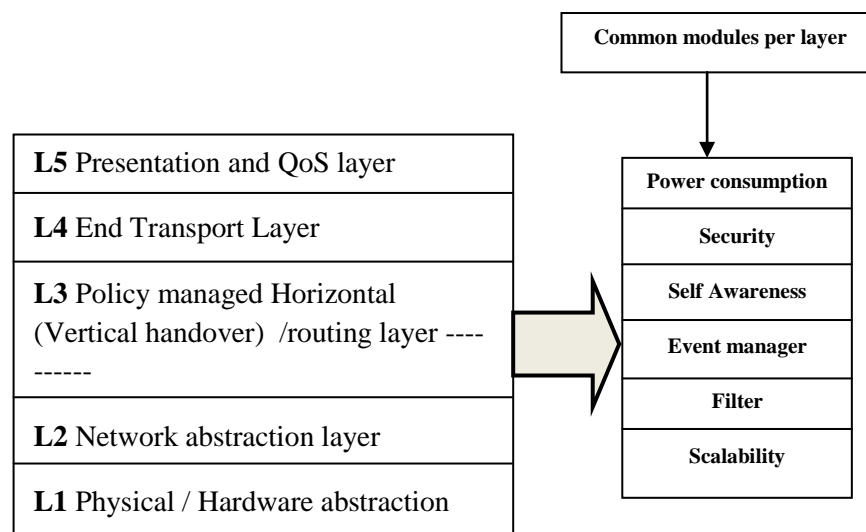 Common modules per layer
L5 Presentation and QoS layer
L4 End Transport Layer
L3 Policy managed Horizontal
(Vertical handover) /routing layer ----
------
L2 Network abstraction layer
L1 Physical / Hardware abstraction
Power consumption
Security
Self Awareness
Event manager
Filter
Scalability